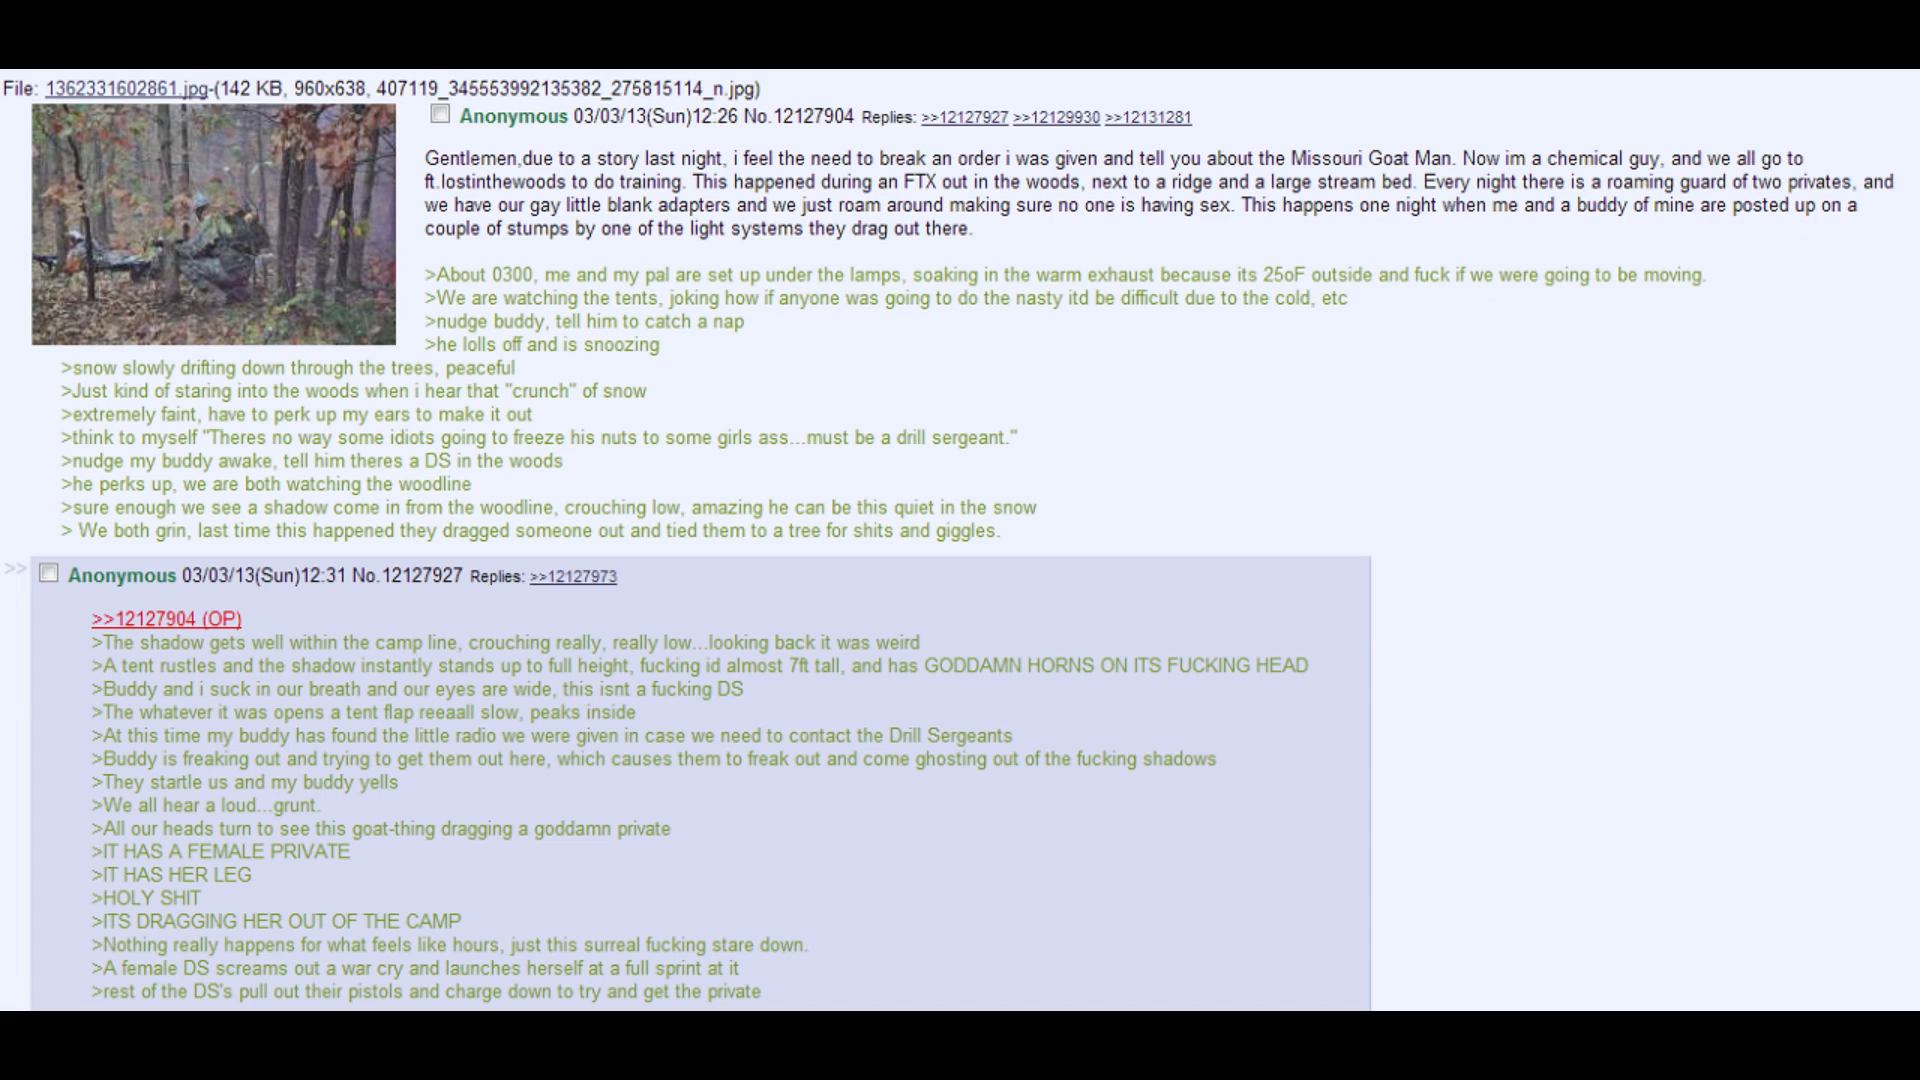 File: 1362331602861.jpg-(142 KB, 960x638, 407119_345553992135382_275815114_n.jpg)
Anonymous 03/03/13(Sun)12:26 No.12127904 Replies: >>12127927 >>12129930 >>12131281
Gentlemen,due to a story last night, i feel the need to break an order i was given and tell you about the Missouri Goat Man. Now im a chemical guy, and we all go to
ft.lostinthewoods to do training. This happened during an FTX out in the woods, next to a ridge and a large stream bed. Every night there is a roaming guard of two privates, and
we have our gay little blank adapters and we just roam around making sure no one is having sex. This happens one night when me and a buddy of mine are posted up on a
couple of stumps by one of the light systems they drag out there.
>About 0300, me and my pal are set up under the lamps, soaking in the warm exhaust because its 25oF outside and fuck if we were going to be moving.
>We are watching the tents, joking how if anyone was going to do the nasty itd be difficult due to the cold, etc
>nudge buddy, tell him to catch a nap
>he lolls off and is snoozing
>snow slowly drifting down through the trees, peaceful
>Just kind of staring into the woods when i hear that "crunch" of snow
>extremely faint, have to perk up my ears to make it out
>think to myself "Theres no way some idiots going to freeze his nuts to some girls ass...must be a drill sergeant."
>nudge my buddy awake, tell him theres a DS in the woods
>he perks up, we are both watching the woodline
>sure enough we see a shadow come in from the woodline, crouching low, amazing he can be this quiet in the snow
> We both grin, last time this happened they dragged someone out and tied them to a tree for shits and giggles.
>> Anonymous 03/03/13(Sun)12:31 No.12127927 Replies: >>12127973
>>12127904 (OP)
>The shadow gets well within the camp line, crouching really, really low...looking back it was weird
>A tent rustles and the shadow instantly stands up to full height, fucking id almost 7ft tall, and has GODDAMN HORNS ON ITS FUCKING HEAD
>Buddy and i suck in our breath and our eyes are wide, this isnt a fucking DS
>The whatever it was opens a tent flap reeaall slow, peaks inside
>At this time my buddy has found the little radio we were given in case we need to contact the Drill Sergeants
>Buddy is freaking out and trying to get them out here, which causes them to freak out and come ghosting out of the fucking shadows
>They startle us and my buddy yells
>We all hear a loud...grunt.
>All our heads turn to see this goat-thing dragging a goddamn private
>IT HAS A FEMALE PRIVATE
>IT HAS HER LEG
>HOLY SHIT
>ITS DRAGGING HER OUT OF THE CAMP
>Nothing really happens for what feels like hours, just this surreal fucking stare down.
>A female DS screams out a war cry and launches herself at a full sprint at it
>rest of the DS's pull out their pistols and charge down to try and get the private